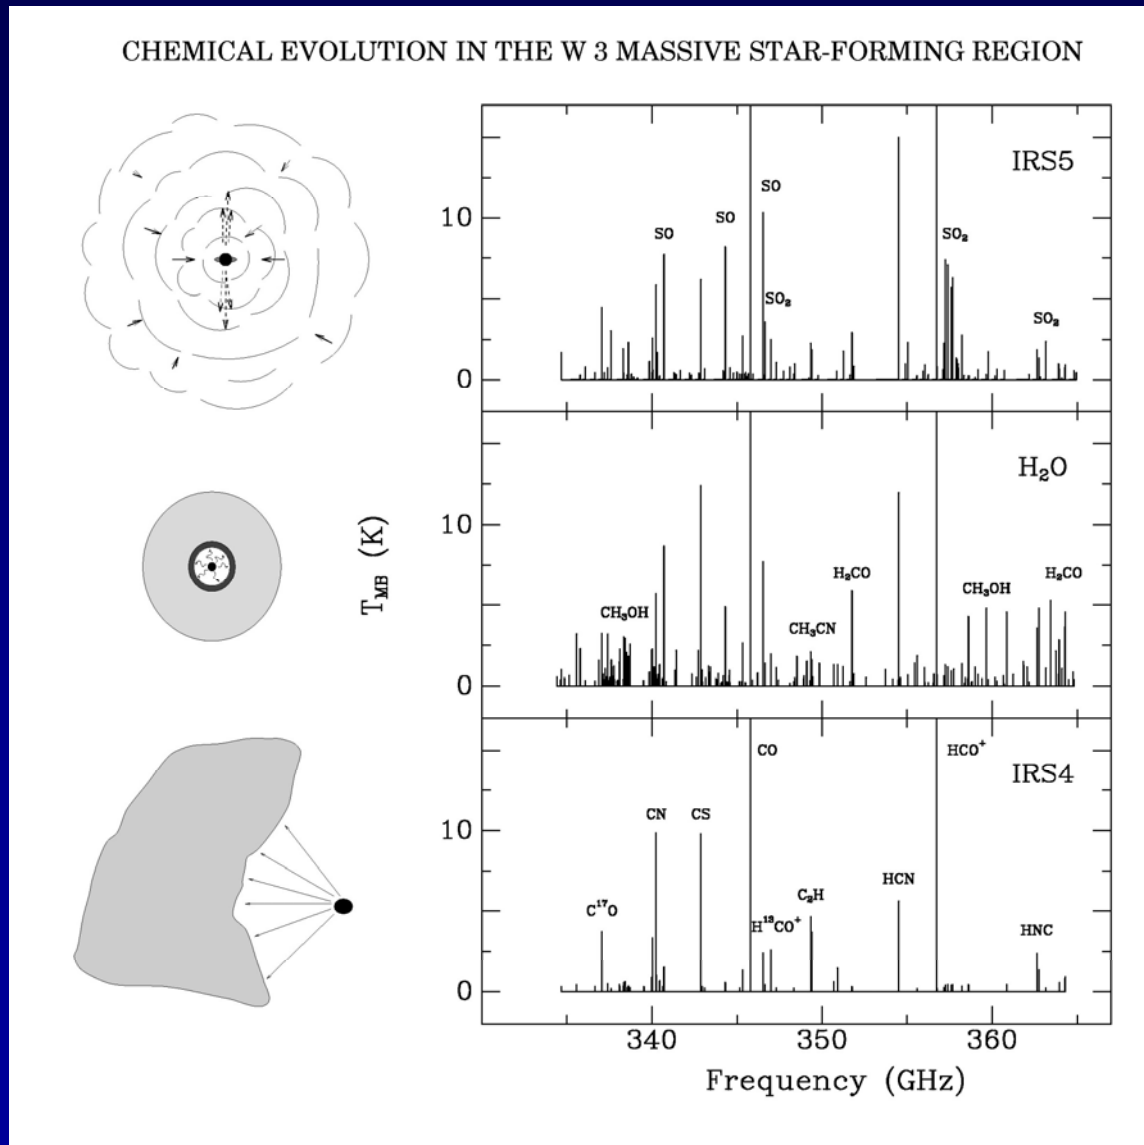 CHEMICAL EVOLUTION IN THE W 3 MASSIVE STAR-FORMING REGION
IRS5
SO
SO
SO
SO₂
SO₂
SO₂
10
0
H₂O
CH₃OH
CH₃CN
H₂CO
CH₃OH
H₂CO
10
0
T_MB (K)
IRS4
CO
HCO⁺
CN
CS
C¹⁷O
H¹³CO⁺
C₂H
HCN
HNC
10
0
340 350 360
Frequency (GHz)